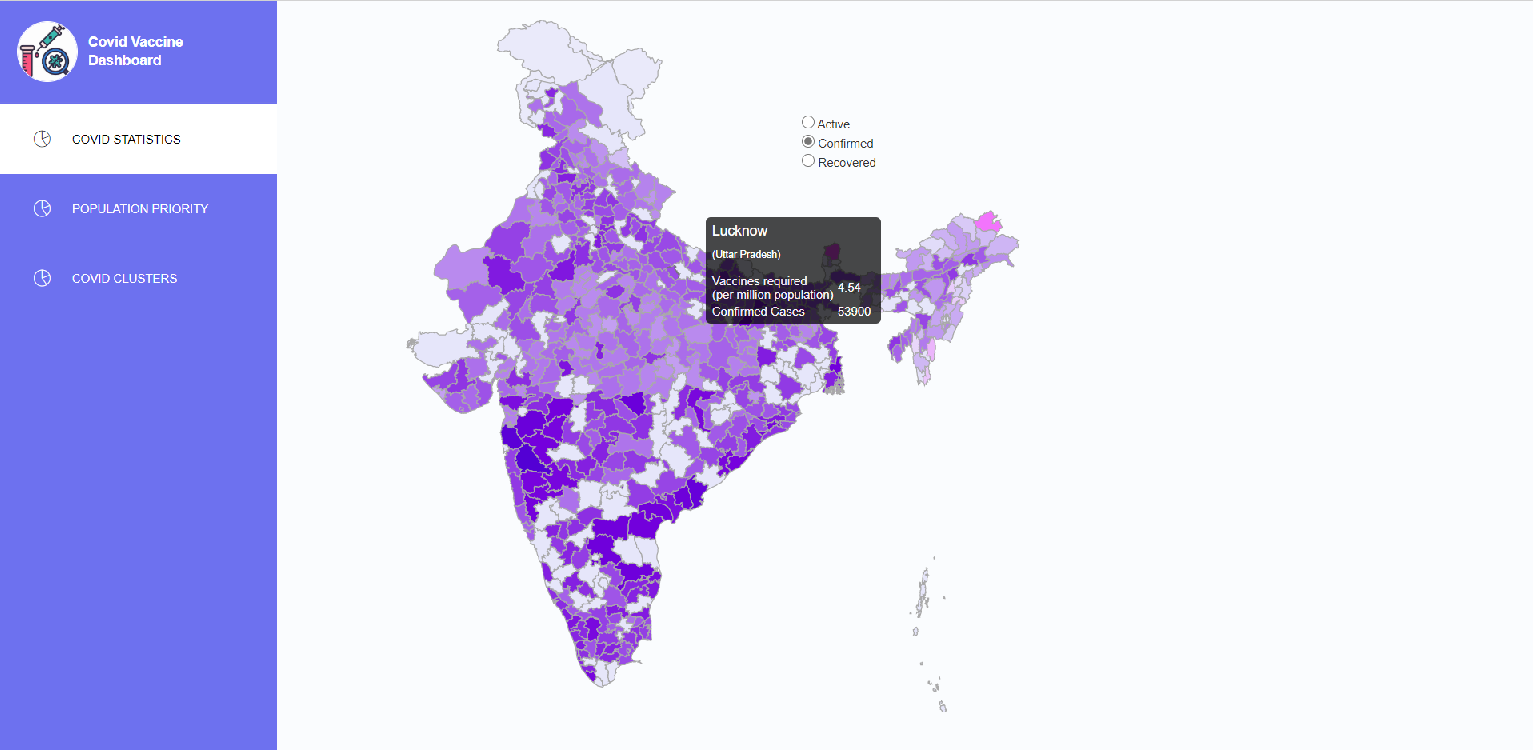 Covid Vaccine
Dashboard
COVID STATISTICS
POPULATION PRIORITY
COVID CLUSTERS
Active
Confirmed
Recovered
Lucknow
(Uttar Pradesh)
Vaccines required
(per million population) 4.54
Confirmed Cases 53900